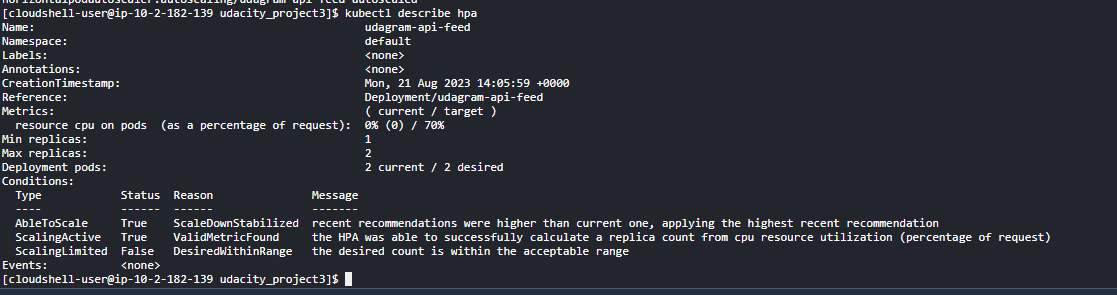 horizontalpodautoscaler.autoscaling/udagram-api-feed autoscaled
[cloudshell-user@ip-10-2-182-139 udacity_project3]$ kubectl describe hpa
Name: udagram-api-feed
Namespace: default
Labels: <none>
Annotations: <none>
CreationTimestamp: Mon, 21 Aug 2023 14:05:59 +0000
Reference: Deployment/udagram-api-feed
Metrics: ( current / target )
resource cpu on pods (as a percentage of request): 0% (0) / 70%
Min replicas: 1
Max replicas: 2
Deployment pods: 2 current / 2 desired
Conditions:
Type Status Reason Message
---- ------ ------ -------
AbleToScale True ScaleDownStabilized recent recommendations were higher than current one, applying the highest recent recommendation
ScalingActive True ValidMetricFound the HPA was able to successfully calculate a replica count from cpu resource utilization (percentage of request)
ScalingLimited False DesiredWithinRange the desired count is within the acceptable range
Events: <none>
[cloudshell-user@ip-10-2-182-139 udacity_project3]$